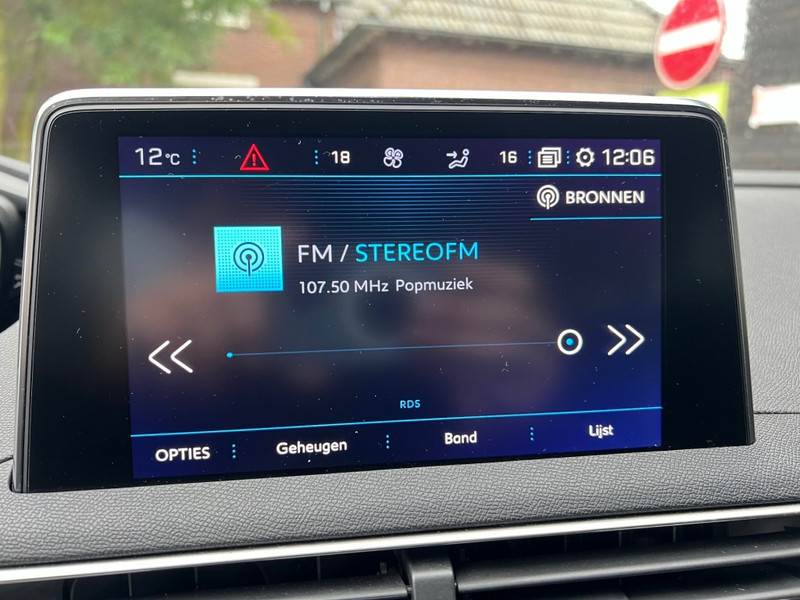 12°C 18 16 12:06
BRONNEN
FM / STEREOFM
107.50 MHz Popmuziek
RDS
OPTIES Geheugen Band Lijst